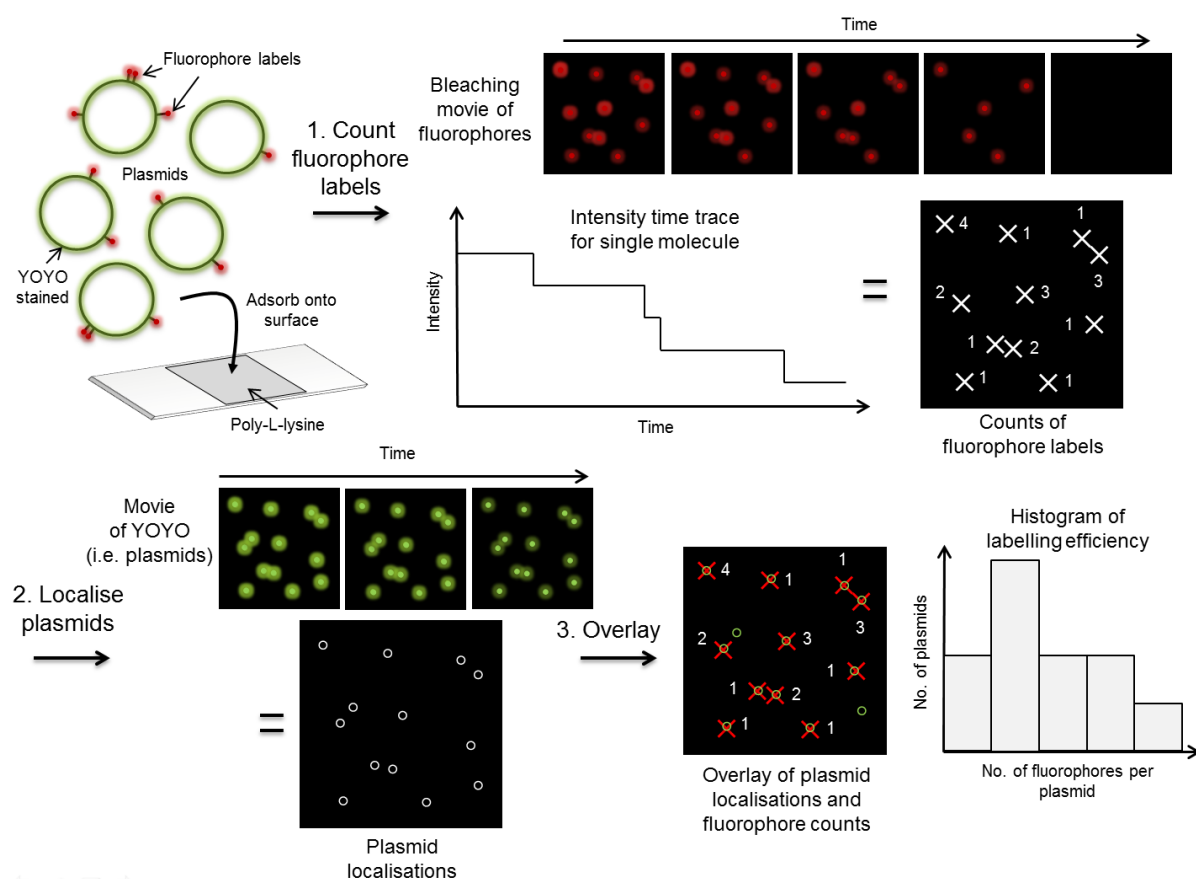 Fluorophore labels
Plasmids
YOYO
stained
Adsorb onto
surface
Poly-L-lysine
1. Count
fluorophore
labels
Time
Bleaching
movie of
fluorophores
Intensity time trace
for single molecule
Intensity
Time
=
4
1
1
3
2
3
1
1
2
1
1
Counts of
fluorophore labels
Time
Movie
of YOYO
(i.e. plasmids)
2. Localise
plasmids
=
Plasmid
localisations
3. Overlay
4
1
1
3
2
3
1
1
2
1
1
Overlay of plasmid
localisations and
fluorophore counts
Histogram of
labelling efficiency
No. of plasmids
No. of fluorophores per
plasmid